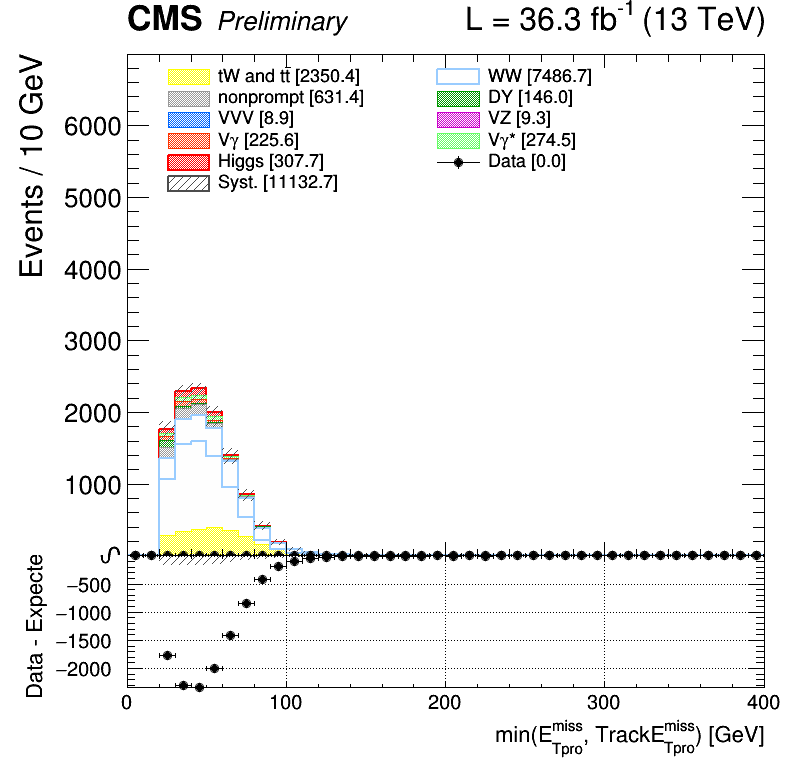 CMS Preliminary L = 36.3 fb⁻¹ (13 TeV)
Events / 10 GeV
tW and tt̄ [2350.4]
nonprompt [631.4]
VVV [8.9]
Vγ [225.6]
Higgs [307.7]
Syst. [11132.7]
WW [7486.7]
DY [146.0]
VZ [9.3]
Vγ* [274.5]
Data [0.0]
6000
5000
4000
3000
2000
1000
Data - Expecte
−500
−1000
−1500
−2000
0 100 200 300 400
min(E_Tpro^miss, TrackE_Tpro^miss) [GeV]